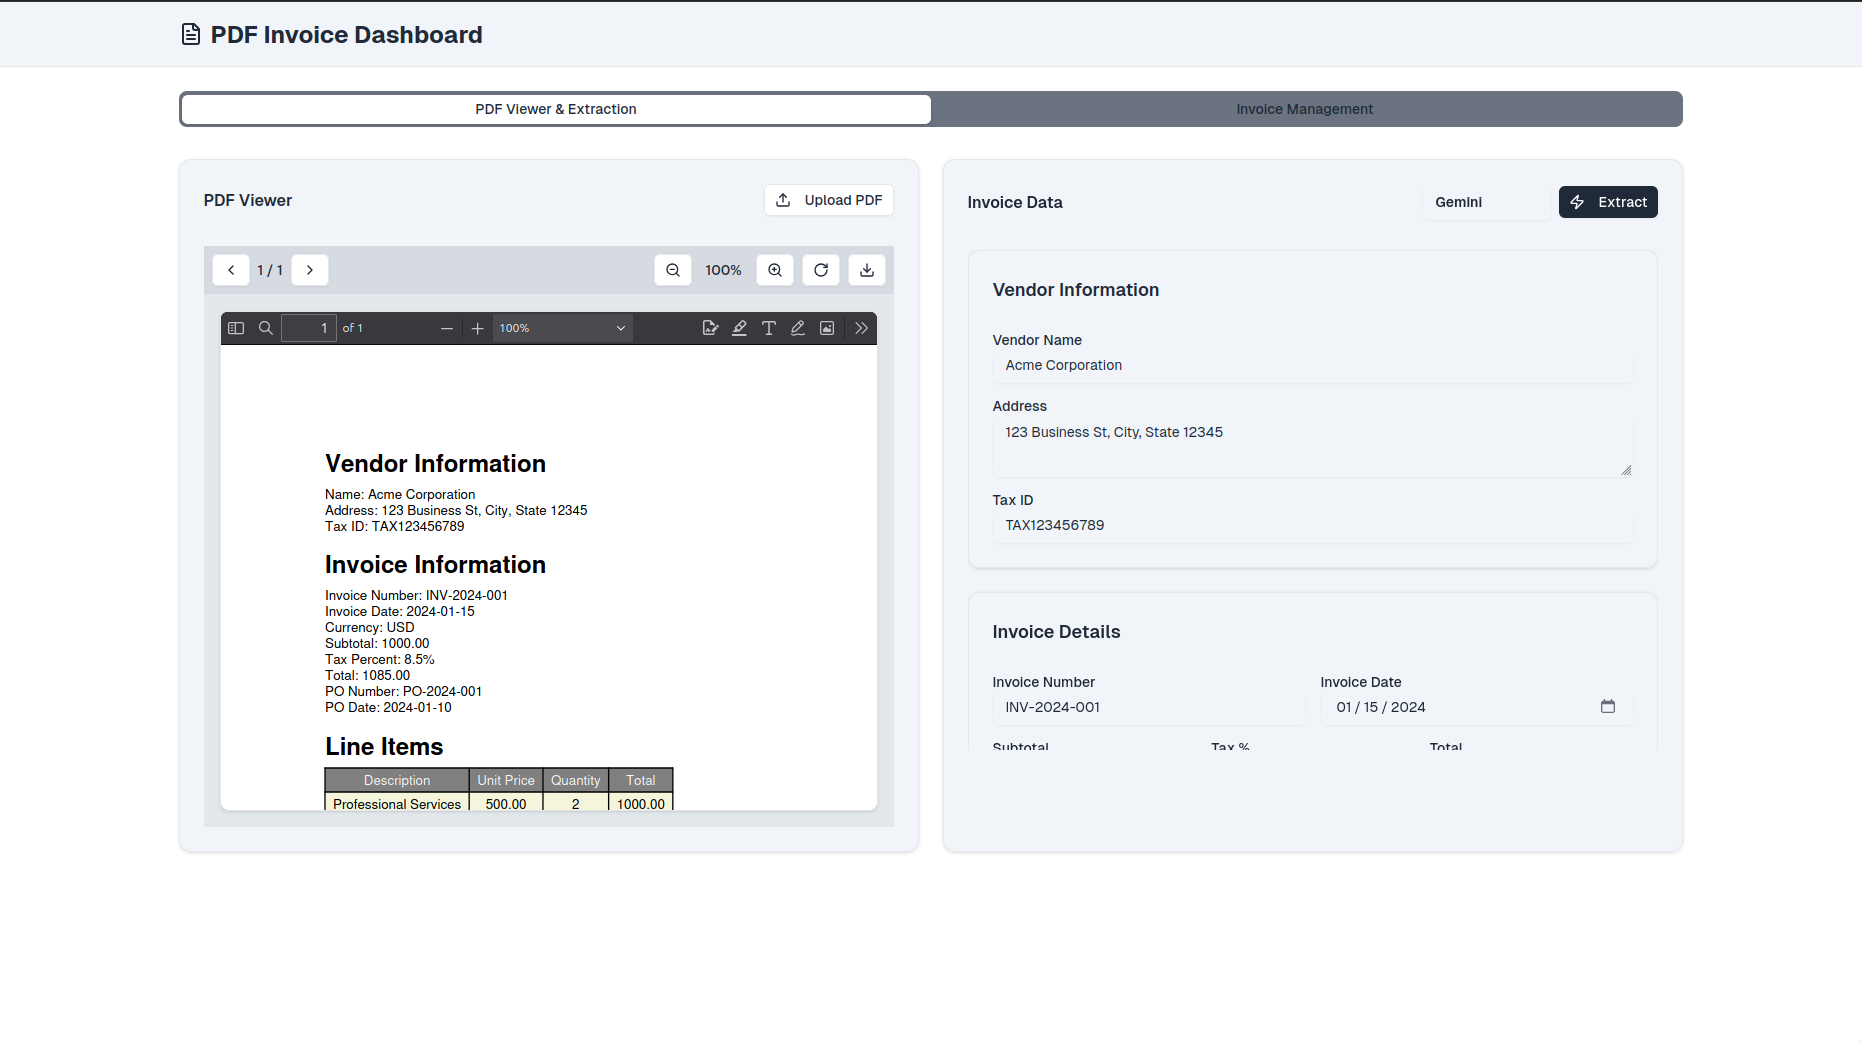 PDF Invoice Dashboard
PDF Viewer & Extraction
Invoice Management
PDF Viewer
Upload PDF
1 / 1
100%
1 of 1
100%
Vendor Information
Name: Acme Corporation
Address: 123 Business St, City, State 12345
Tax ID: TAX123456789
Invoice Information
Invoice Number: INV-2024-001
Invoice Date: 2024-01-15
Currency: USD
Subtotal: 1000.00
Tax Percent: 8.5%
Total: 1085.00
PO Number: PO-2024-001
PO Date: 2024-01-10
Line Items
Description Unit Price Quantity Total
Professional Services 500.00 2 1000.00
Invoice Data
Gemini
Extract
Vendor Information
Vendor Name
Acme Corporation
Address
123 Business St, City, State 12345
Tax ID
TAX123456789
Invoice Details
Invoice Number Invoice Date
INV-2024-001 01 / 15 / 2024
Subtotal Tax % Total